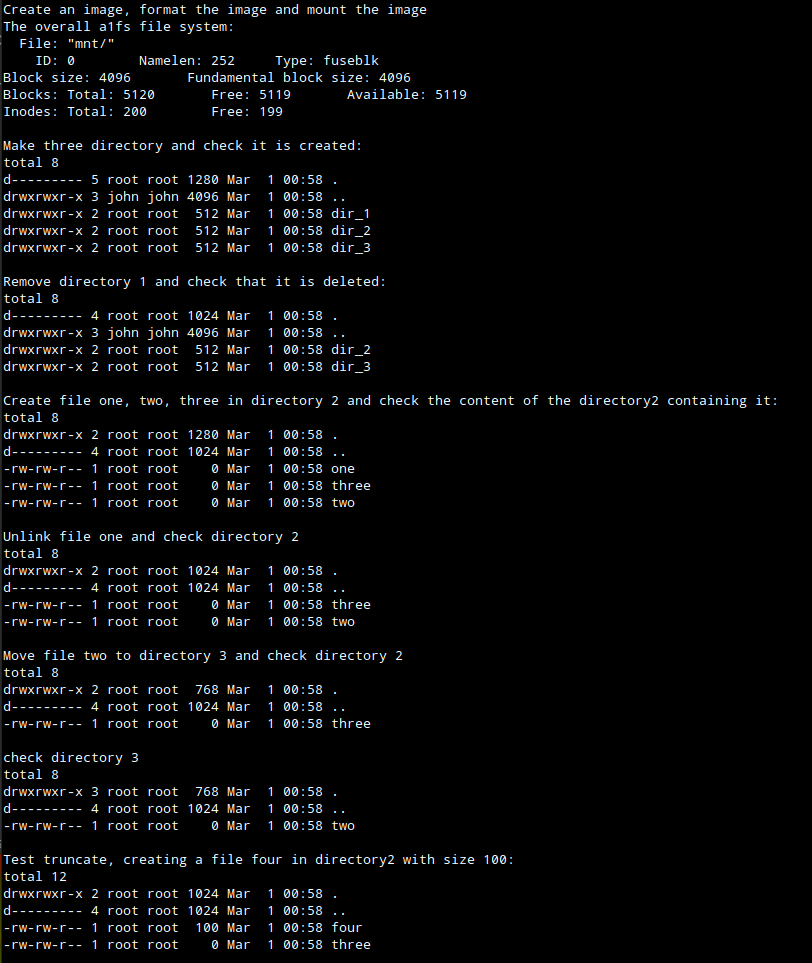 Create an image, format the image and mount the image
The overall a1fs file system:
  File: "mnt/"
    ID: 0        Namelen: 252     Type: fuseblk
Block size: 4096       Fundamental block size: 4096
Blocks: Total: 5120       Free: 5119       Available: 5119
Inodes: Total: 200        Free: 199

Make three directory and check it is created:
total 8
d--------- 5 root root 1280 Mar  1 00:58 .
drwxrwxr-x 3 john john 4096 Mar  1 00:58 ..
drwxrwxr-x 2 root root  512 Mar  1 00:58 dir_1
drwxrwxr-x 2 root root  512 Mar  1 00:58 dir_2
drwxrwxr-x 2 root root  512 Mar  1 00:58 dir_3

Remove directory 1 and check that it is deleted:
total 8
d--------- 4 root root 1024 Mar  1 00:58 .
drwxrwxr-x 3 john john 4096 Mar  1 00:58 ..
drwxrwxr-x 2 root root  512 Mar  1 00:58 dir_2
drwxrwxr-x 2 root root  512 Mar  1 00:58 dir_3

Create file one, two, three in directory 2 and check the content of the directory2 containing it:
total 8
drwxrwxr-x 2 root root 1280 Mar  1 00:58 .
d--------- 4 root root 1024 Mar  1 00:58 ..
-rw-rw-r-- 1 root root    0 Mar  1 00:58 one
-rw-rw-r-- 1 root root    0 Mar  1 00:58 three
-rw-rw-r-- 1 root root    0 Mar  1 00:58 two

Unlink file one and check directory 2
total 8
drwxrwxr-x 2 root root 1024 Mar  1 00:58 .
d--------- 4 root root 1024 Mar  1 00:58 ..
-rw-rw-r-- 1 root root    0 Mar  1 00:58 three
-rw-rw-r-- 1 root root    0 Mar  1 00:58 two

Move file two to directory 3 and check directory 2
total 8
drwxrwxr-x 2 root root  768 Mar  1 00:58 .
d--------- 4 root root 1024 Mar  1 00:58 ..
-rw-rw-r-- 1 root root    0 Mar  1 00:58 three

check directory 3
total 8
drwxrwxr-x 3 root root  768 Mar  1 00:58 .
d--------- 4 root root 1024 Mar  1 00:58 ..
-rw-rw-r-- 1 root root    0 Mar  1 00:58 two

Test truncate, creating a file four in directory2 with size 100:
total 12
drwxrwxr-x 2 root root 1024 Mar  1 00:58 .
d--------- 4 root root 1024 Mar  1 00:58 ..
-rw-rw-r-- 1 root root  100 Mar  1 00:58 four
-rw-rw-r-- 1 root root    0 Mar  1 00:58 three